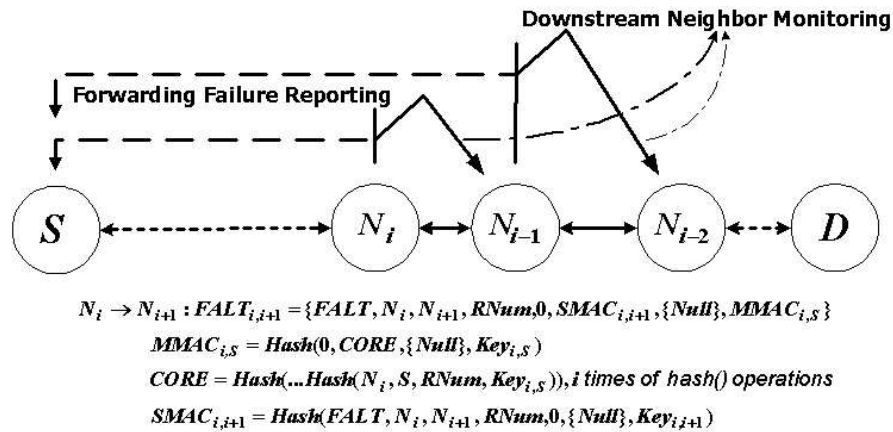 Downstream Neighbor Monitoring
Forwarding Failure Reporting
S N_i N_{i-1} N_{i-2} D
N_i → N_{i+1} : FALT_{i,i+1} = {FALT, N_i, N_{i+1}, RNum,0, SMAC_{i,i+1}, {Null}, MMAC_{i,S}}
MMAC_{i,S} = Hash(0, CORE, {Null}, Key_{i,S})
CORE = Hash(...Hash(N_i, S, RNum, Key_{i,S})), i times of hash() operations
SMAC_{i,i+1} = Hash(FALT, N_i, N_{i+1}, RNum,0, {Null}, Key_{i,i+1})